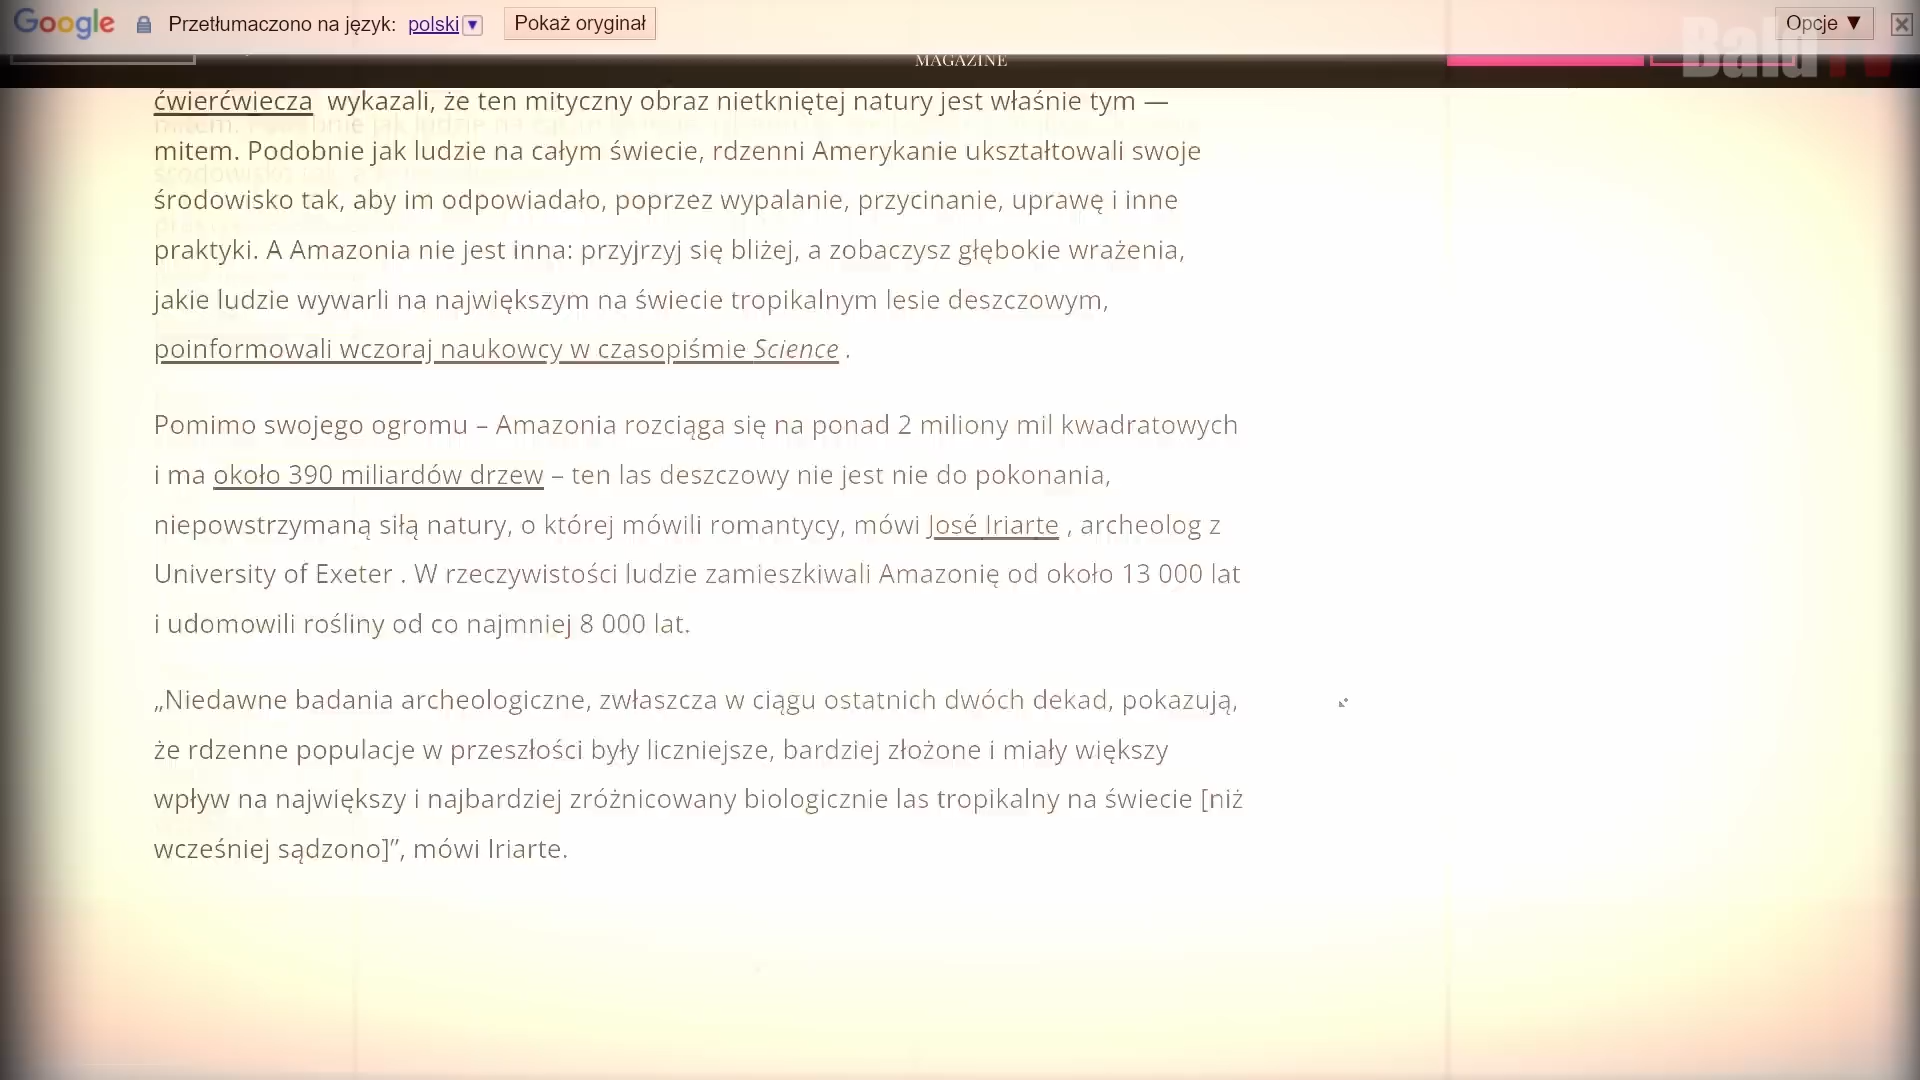 Google Przetłumaczono na język: polski ▼ Pokaż oryginał Opcje ▼
MAGAZINE
BaldTV
ćwierćwiecza wykazali, że ten mityczny obraz nietkniętej natury jest właśnie tym —
mitem. Podobnie jak ludzie na całym świecie, rdzenni Amerykanie ukształtowali swoje
środowisko tak, aby im odpowiadało, poprzez wypalanie, przycinanie, uprawę i inne
praktyki. A Amazonia nie jest inna: przyjrzyj się bliżej, a zobaczysz głębokie wrażenia,
jakie ludzie wywarli na największym na świecie tropikalnym lesie deszczowym,
poinformowali wczoraj naukowcy w czasopiśmie Science .
Pomimo swojego ogromu – Amazonia rozciąga się na ponad 2 miliony mil kwadratowych
i ma około 390 miliardów drzew – ten las deszczowy nie jest nie do pokonania,
niepowstrzymaną siłą natury, o której mówili romantycy, mówi José Iriarte , archeolog z
University of Exeter . W rzeczywistości ludzie zamieszkiwali Amazonię od około 13 000 lat
i udomowili rośliny od co najmniej 8 000 lat.
„Niedawne badania archeologiczne, zwłaszcza w ciągu ostatnich dwóch dekad, pokazują,
że rdzenne populacje w przeszłości były liczniejsze, bardziej złożone i miały większy
wpływ na największy i najbardziej zróżnicowany biologicznie las tropikalny na świecie [niż
wcześniej sądzono]”, mówi Iriarte.